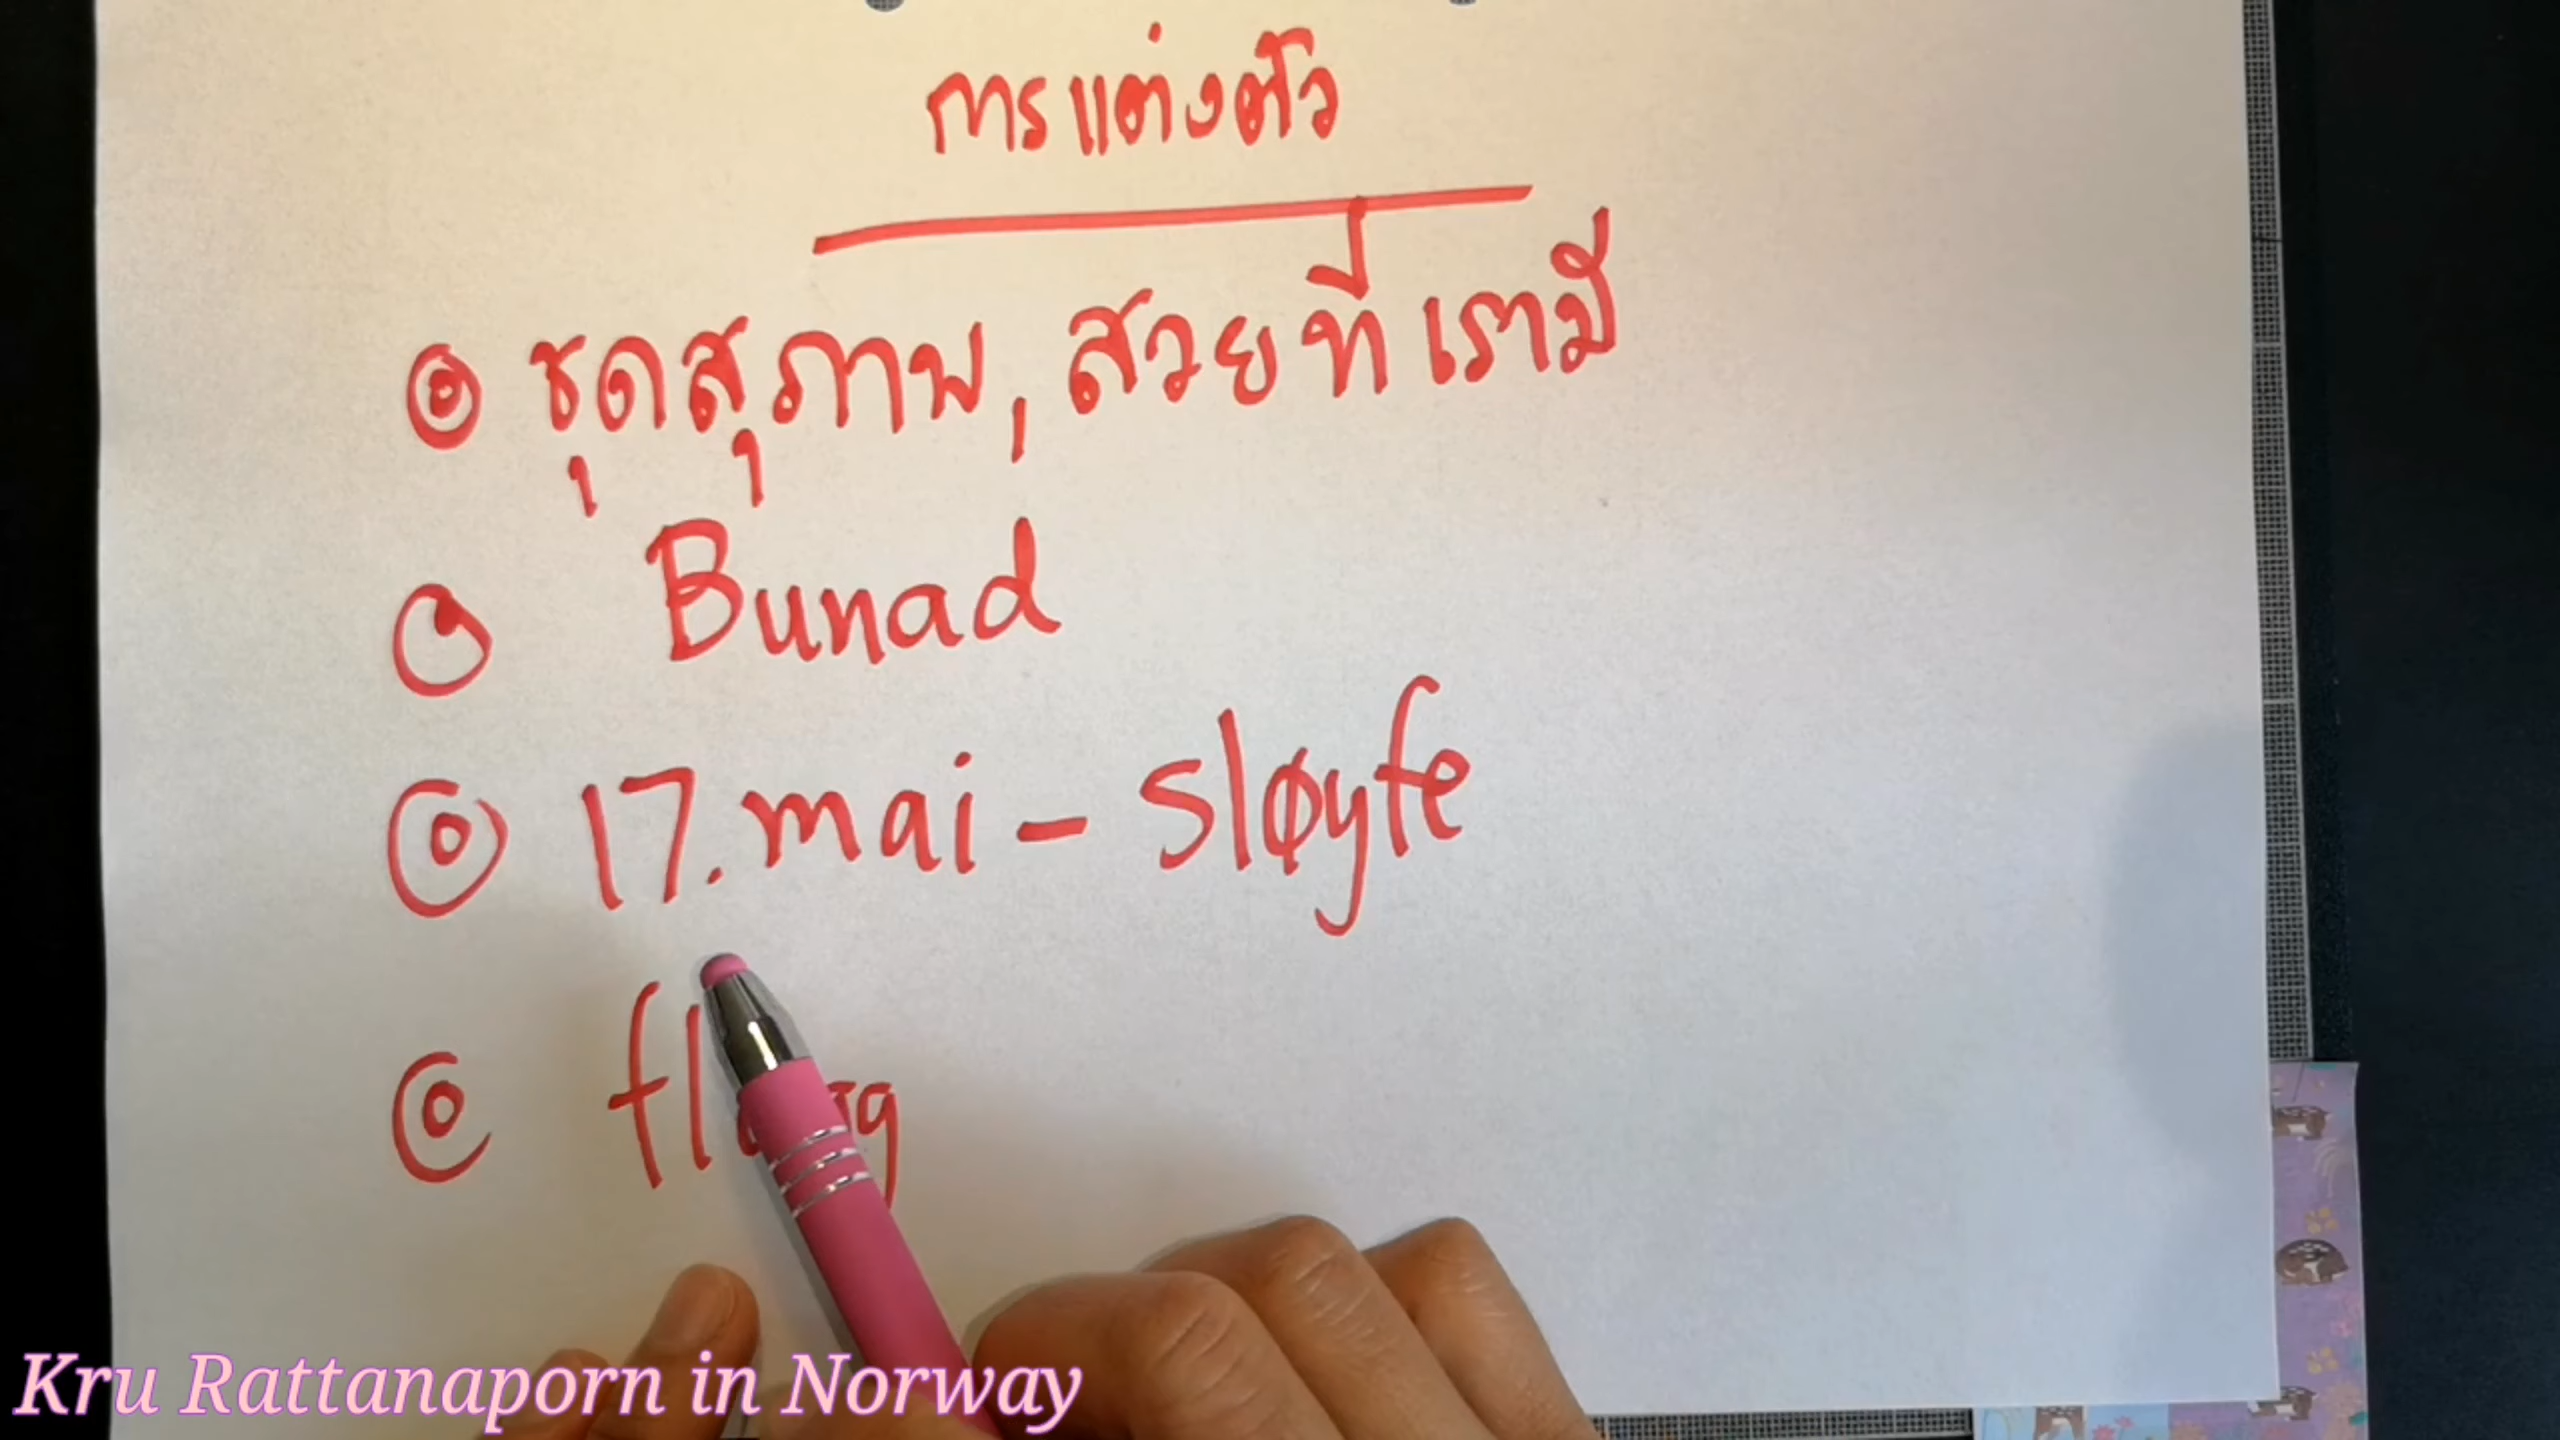 การแต่งตัว
ชุดสุภาพ, สวยที่เรามี
Bunad
17. mai - sløyfe
Kru Rattanaporn in Norway